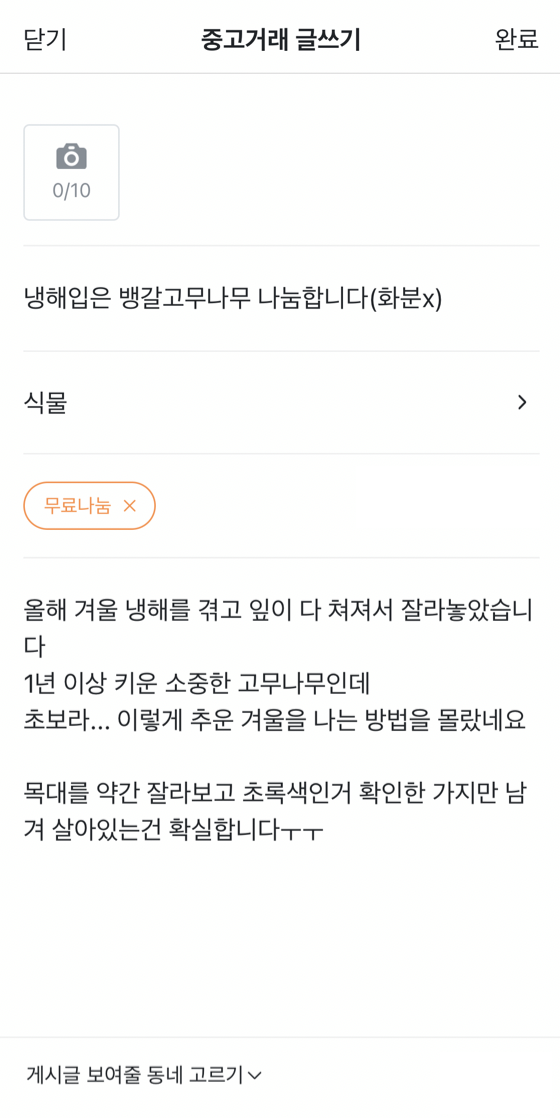 닫기 중고거래 글쓰기 완료
0/10
냉해입은 뱅갈고무나무 나눔합니다(화분x)
식물
무료나눔
올해 겨울 냉해를 겪고 잎이 다 쳐져서 잘라놓았습니
다
1년 이상 키운 소중한 고무나무인데
초보라... 이렇게 추운 겨울을 나는 방법을 몰랐네요
목대를 약간 잘라보고 초록색인거 확인한 가지만 남
겨 살아있는건 확실합니다ㅜㅜ
게시글 보여줄 동네 고르기